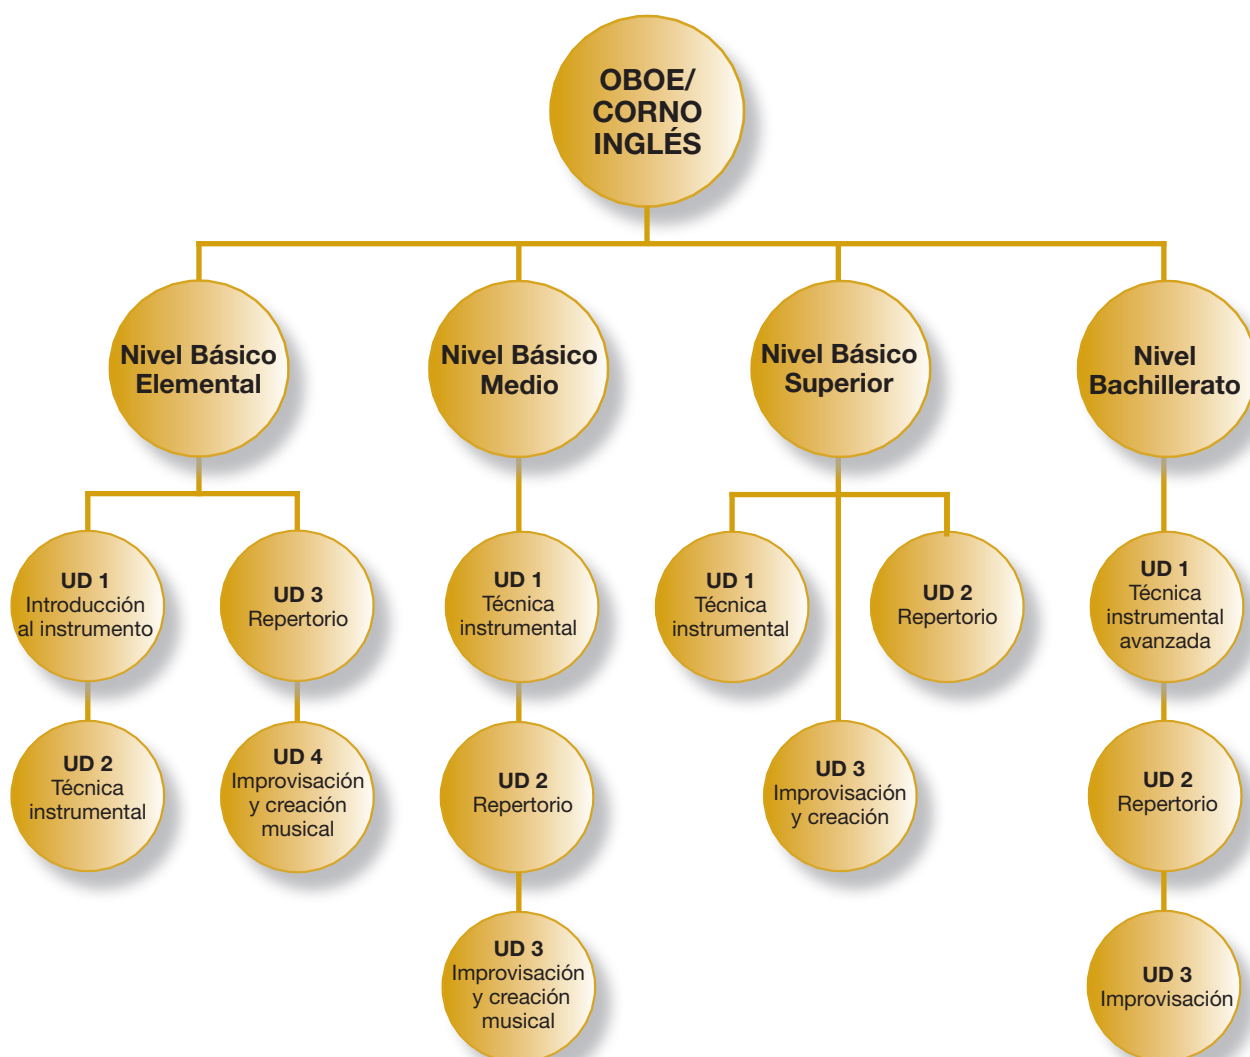 OBOE/
CORNO
INGLÉS
Nivel Básico
Elemental
Nivel Básico
Medio
Nivel Básico
Superior
Nivel
Bachillerato
UD 1
Introducción
al instrumento
UD 3
Repertorio
UD 1
Técnica
instrumental
UD 1
Técnica
instrumental
UD 2
Repertorio
UD 1
Técnica
instrumental
avanzada
UD 2
Técnica
instrumental
UD 4
Improvisación
y creación
musical
UD 2
Repertorio
UD 3
Improvisación
y creación
UD 2
Repertorio
UD 3
Improvisación
y creación
musical
UD 3
Improvisación